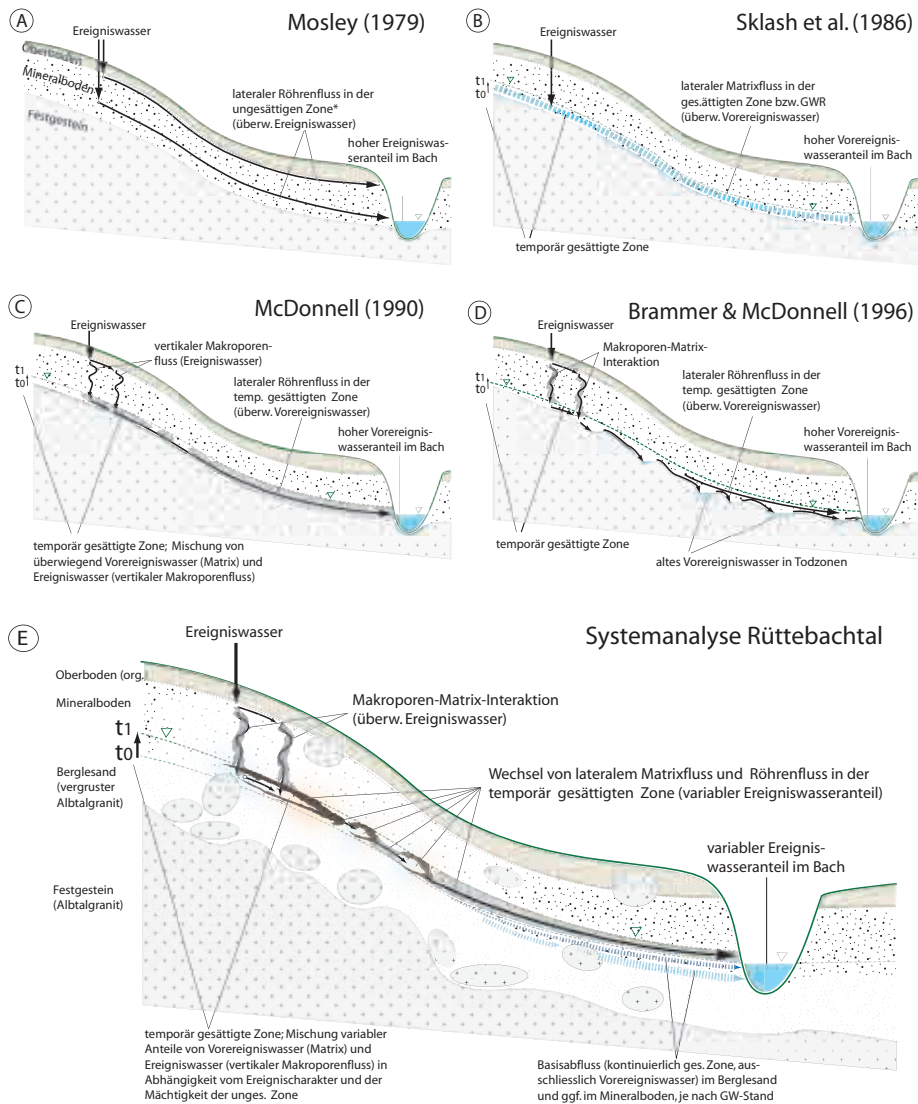 A
Mosley (1979)
Ereigniswasser
Oberboden
Mineralboden
Festgestein
lateraler Röhrenfluss in der
ungesättigen Zone*
(überw. Ereigniswasser)
hoher Ereigniswas-
seranteil im Bach
B
Sklash et al. (1986)
Ereigniswasser
t1
t0
lateraler Matrixfluss in der
ges.ättigten Zone bzw. GWR
(überw. Vorereigniswasser)
hoher Vorereignis-
wasseranteil im Bach
temporär gesättigte Zone
C
McDonnell (1990)
Ereigniswasser
vertikaler Makroporen-
fluss (Ereigniswasser)
t1
t0
lateraler Röhrenfluss in der
temp. gesättigten Zone
(überw. Vorereigniswasser)
hoher Vorereignis-
wasseranteil im Bach
temporär gesättigte Zone; Mischung von
überwiegend Vorereigniswasser (Matrix) und
Ereigniswasser (vertikaler Makroporenfluss)
D
Brammer & McDonnell (1996)
Ereigniswasser
Makroporen-Matrix-
Interaktion
t1
t0
lateraler Röhrenfluss in der
temp. gesättigten Zone
(überw. Vorereigniswasser)
hoher Vorereignis-
wasseranteil im Bach
temporär gesättigte Zone
altes Vorereigniswasser in Todzonen
E
Systemanalyse Rüttebachtal
Ereigniswasser
Oberboden (org.
Mineralboden
t1
t0
Berglesand
(vergruster
Albtalgranit)
Festgestein
(Albtalgranit)
Makroporen-Matrix-Interaktion
(überw. Ereigniswasser)
Wechsel von lateralem Matrixfluss und Röhrenfluss in der
temporär gesättigten Zone (variabler Ereigniswasseranteil)
variabler Ereignis-
wasseranteil im Bach
temporär gesättigte Zone; Mischung variabler
Anteile von Vorereigniswasser (Matrix) und
Ereigniswasser (vertikaler Makroporenfluss) in
Abhängigkeit vom Ereignischarakter und der
Mächtigkeit der unges. Zone
Basisabfluss (kontinuierlich ges. Zone, aus-
schliesslich Vorereigniswasser) im Berglesand
und ggf. im Mineralboden, je nach GW-Stand